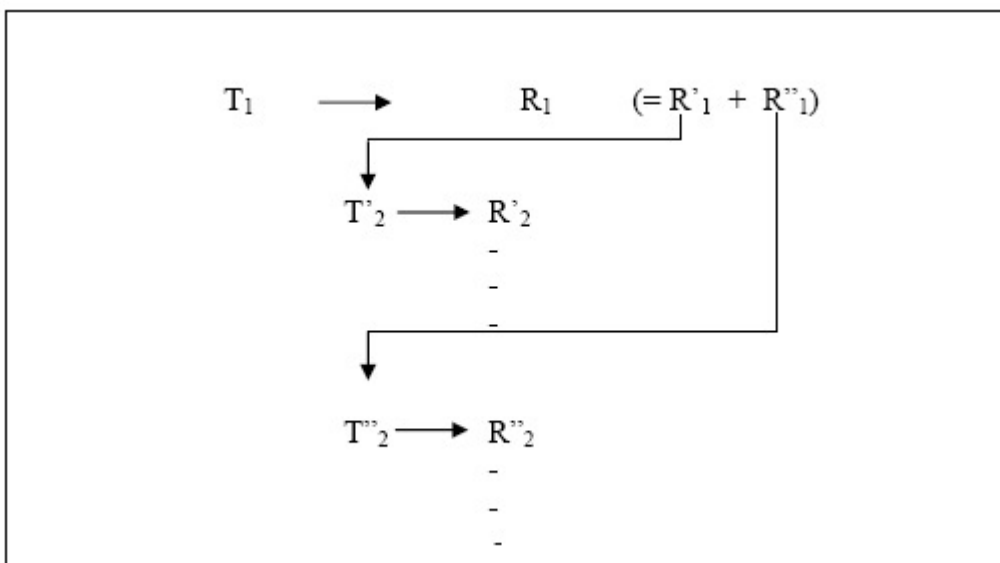 T₁ ⟶ R₁ (= R’₁ + R”₁)
T’₂ ⟶ R’₂
-
-
-
T”₂ ⟶ R”₂
-
-
-